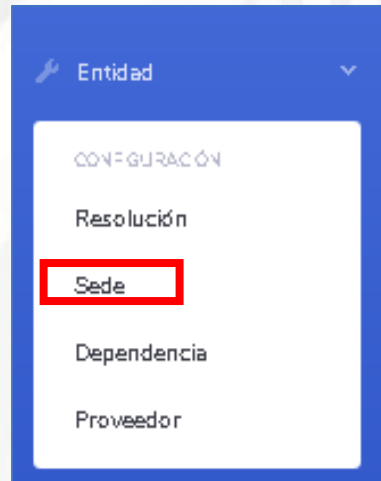 Entidad
CONFIGURACIÓN
Resolución
Sede
Dependencia
Proveedor